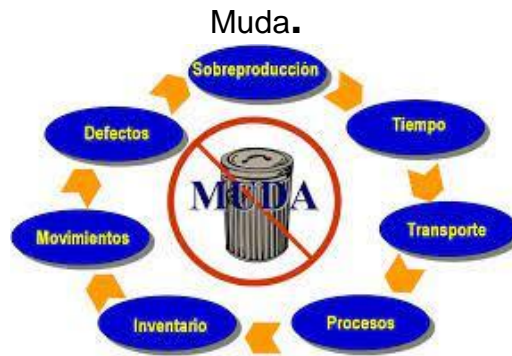 Muda.
Sobreproducción
Tiempo
Transporte
Procesos
Inventario
Movimientos
Defectos
MUDA